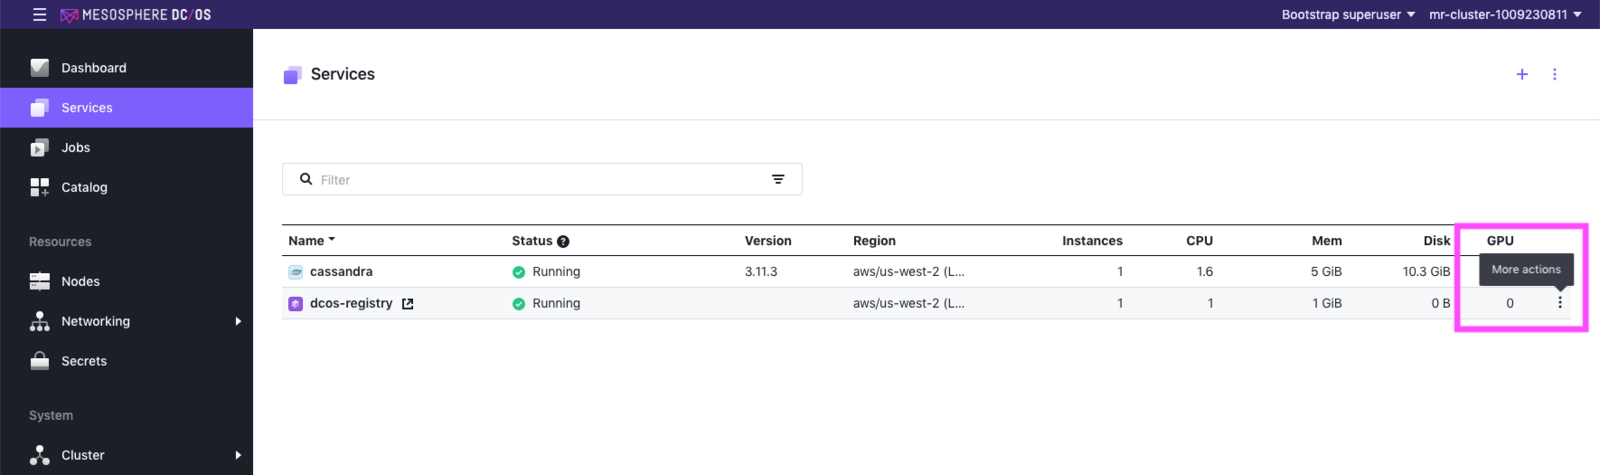 MESOSPHERE DC/OS
Bootstrap superuser mr-cluster-1009230811
Dashboard
Services
Jobs
Catalog
Resources
Nodes
Networking
Secrets
System
Cluster
Services
Filter
Name Status Version Region Instances CPU Mem Disk GPU
cassandra Running 3.11.3 aws/us-west-2 (L... 1 1.6 5 GiB 10.3 GiB
More actions
dcos-registry Running aws/us-west-2 (L... 1 1 1 GiB 0 B 0